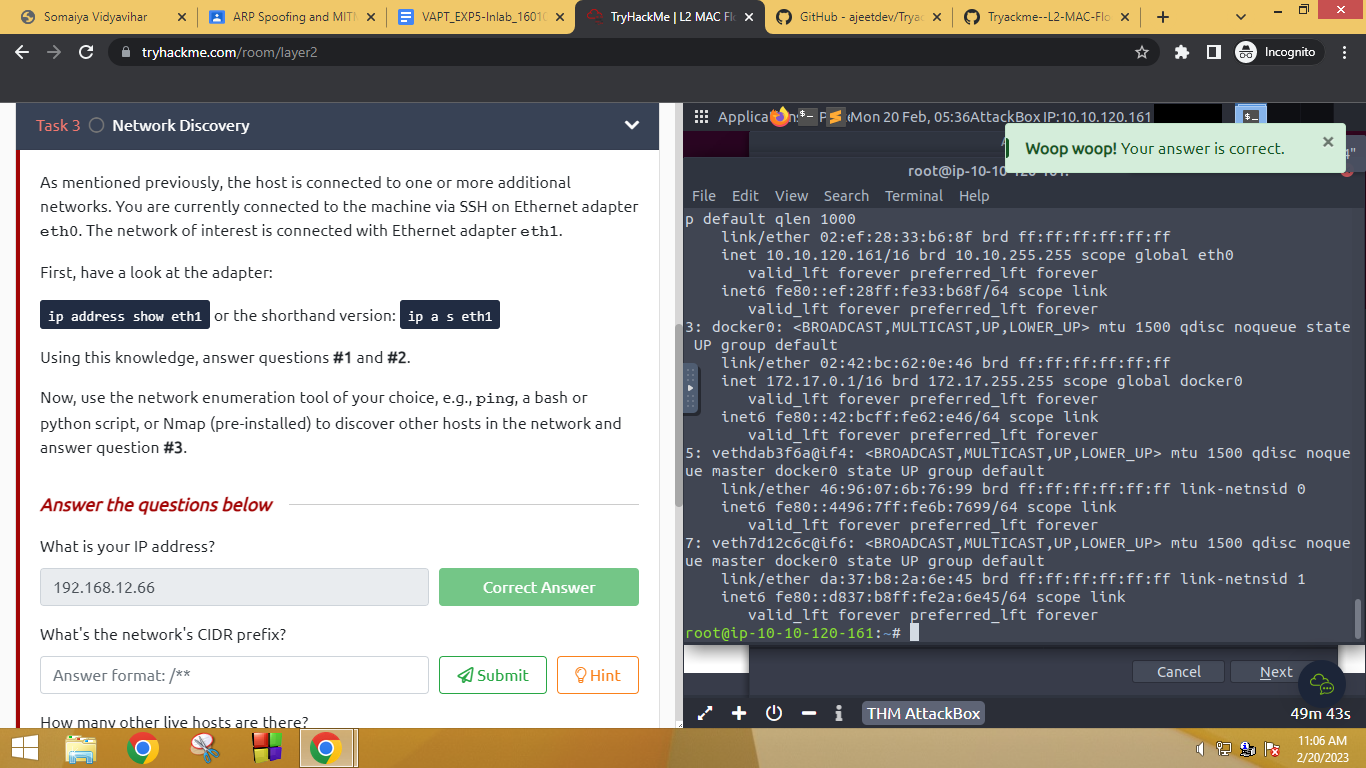 Somaiya Vidyavihar
ARP Spoofing and MITM
VAPT_EXP5-Inlab_1601
TryHackMe | L2 MAC Fl
GitHub - ajeetdev/Tryac
Tryackme--L2-MAC-Flo
tryhackme.com/room/layer2
Incognito
Task 3 Network Discovery
As mentioned previously, the host is connected to one or more additional
networks. You are currently connected to the machine via SSH on Ethernet adapter
eth0. The network of interest is connected with Ethernet adapter eth1.
First, have a look at the adapter:
ip address show eth1 or the shorthand version: ip a s eth1
Using this knowledge, answer questions #1 and #2.
Now, use the network enumeration tool of your choice, e.g., ping, a bash or
python script, or Nmap (pre-installed) to discover other hosts in the network and
answer question #3.
Answer the questions below
What is your IP address?
192.168.12.66 Correct Answer
What's the network's CIDR prefix?
Answer format: /** Submit Hint
How many other live hosts are there?
Applica Mon 20 Feb, 05:36 AttackBox IP:10.10.120.161
Woop woop! Your answer is correct.
root@ip-10-10-120-161:
File Edit View Search Terminal Help
p default qlen 1000
link/ether 02:ef:28:33:b6:8f brd ff:ff:ff:ff:ff:ff
inet 10.10.120.161/16 brd 10.10.255.255 scope global eth0
valid_lft forever preferred_lft forever
inet6 fe80::ef:28ff:fe33:b68f/64 scope link
valid_lft forever preferred_lft forever
3: docker0: <BROADCAST,MULTICAST,UP,LOWER_UP> mtu 1500 qdisc noqueue state
UP group default
link/ether 02:42:bc:62:0e:46 brd ff:ff:ff:ff:ff:ff
inet 172.17.0.1/16 brd 172.17.255.255 scope global docker0
valid_lft forever preferred_lft forever
inet6 fe80::42:bcff:fe62:e46/64 scope link
valid_lft forever preferred_lft forever
5: vethdab3f6a@if4: <BROADCAST,MULTICAST,UP,LOWER_UP> mtu 1500 qdisc noque
ue master docker0 state UP group default
link/ether 46:96:07:6b:76:99 brd ff:ff:ff:ff:ff:ff link-netnsid 0
inet6 fe80::4496:7ff:fe6b:7699/64 scope link
valid_lft forever preferred_lft forever
7: veth7d12c6c@if6: <BROADCAST,MULTICAST,UP,LOWER_UP> mtu 1500 qdisc noque
ue master docker0 state UP group default
link/ether da:37:b8:2a:6e:45 brd ff:ff:ff:ff:ff:ff link-netnsid 1
inet6 fe80::d837:b8ff:fe2a:6e45/64 scope link
valid_lft forever preferred_lft forever
root@ip-10-10-120-161:~#
Cancel Next
THM AttackBox 49m 43s
11:06 AM
2/20/2023